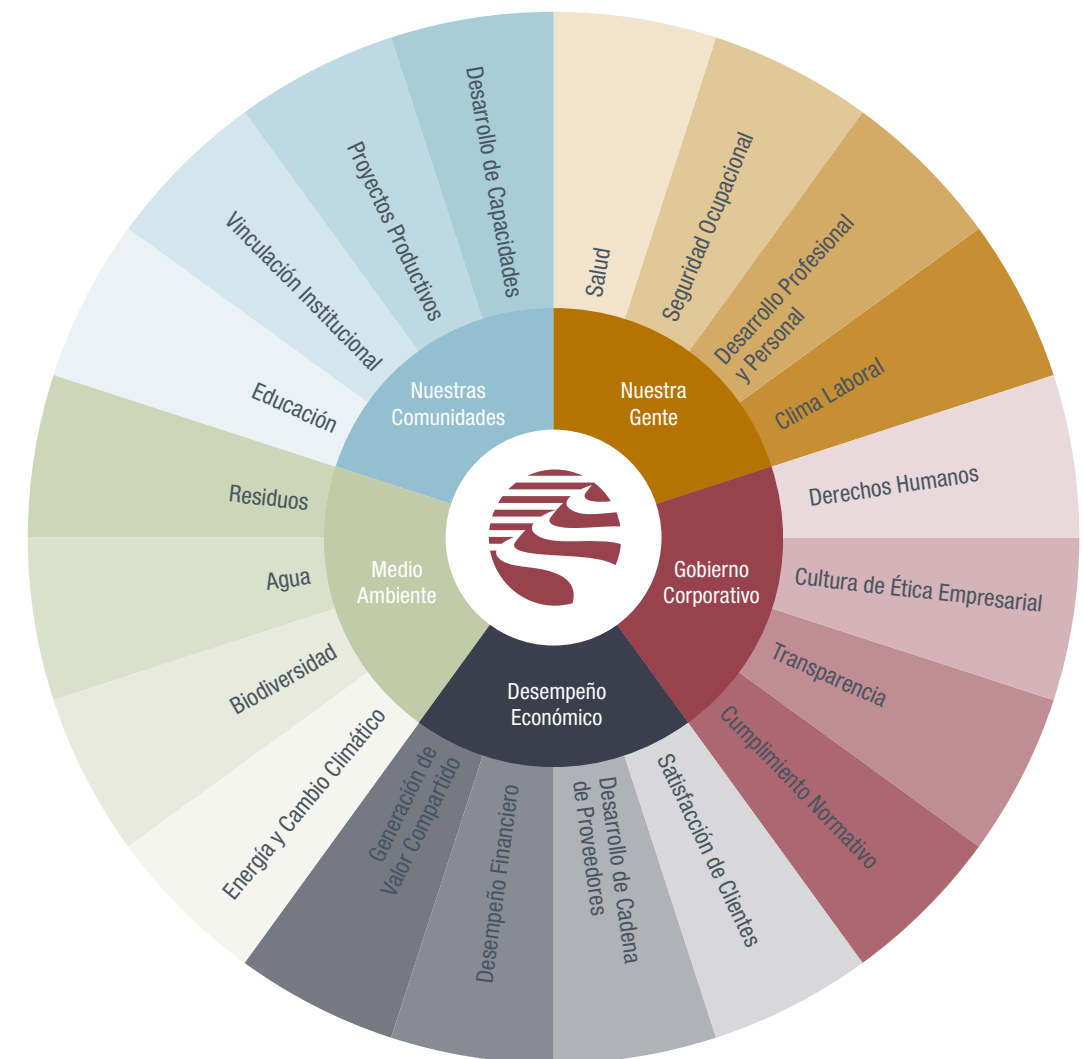 Salud
Seguridad Ocupacional
Desarrollo Profesional
y Personal
Clima Laboral
Derechos Humanos
Cultura de Ética Empresarial
Transparencia
Cumplimiento Normativo
Satisfacción de Clientes
Desarrollo de Cadena
de Proveedores
Desempeño Financiero
Generación de
Valor Compartido
Energía y Cambio Climático
Biodiversidad
Agua
Residuos
Educación
Vinculación Institucional
Proyectos Productivos
Desarrollo de Capacidades
Nuestra
Gente
Gobierno
Corporativo
Desempeño
Económico
Medio
Ambiente
Nuestras
Comunidades